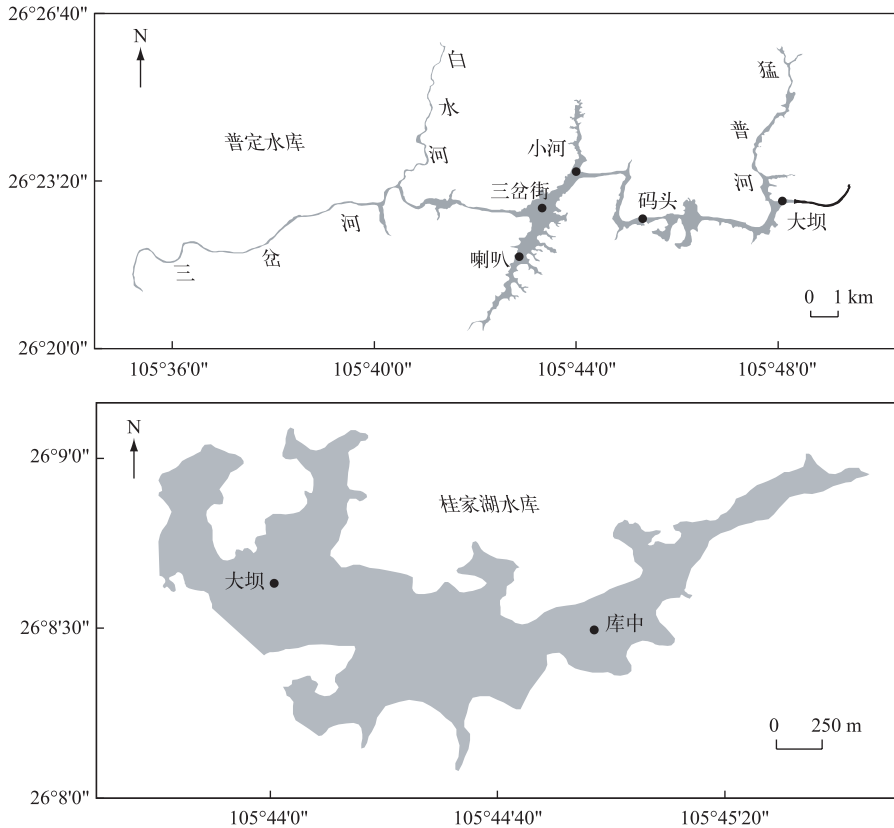 26°26'40"
N
白水河
猛普河
普定水库
小河
26°23'20"
三岔街
码头
大坝
三岔河
喇叭
0 1 km
26°20'0"
105°36'0" 105°40'0" 105°44'0" 105°48'0"
N
26°9'0"
桂家湖水库
大坝
库中
26°8'30"
0 250 m
26°8'0"
105°44'0" 105°44'40" 105°45'20"